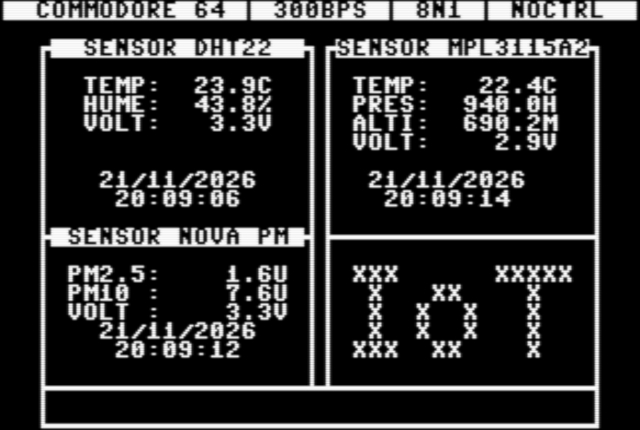 COMMODORE 64 | 300BPS | 8N1 | NOCTRL
SENSOR DHT22
TEMP: 23.9C
HUME: 43.8%
VOLT: 3.3V
21/11/2026
20:09:06
SENSOR MPL3115A2
TEMP: 22.4C
PRES: 940.0H
ALTI: 690.2M
VOLT: 2.9V
21/11/2026
20:09:14
SENSOR NOVA PM
PM2.5: 1.6U
PM10 : 7.6U
VOLT : 3.3V
21/11/2026
20:09:12
XXX XXXXX
X XX X
X X X X
X X X X
XXX XX X